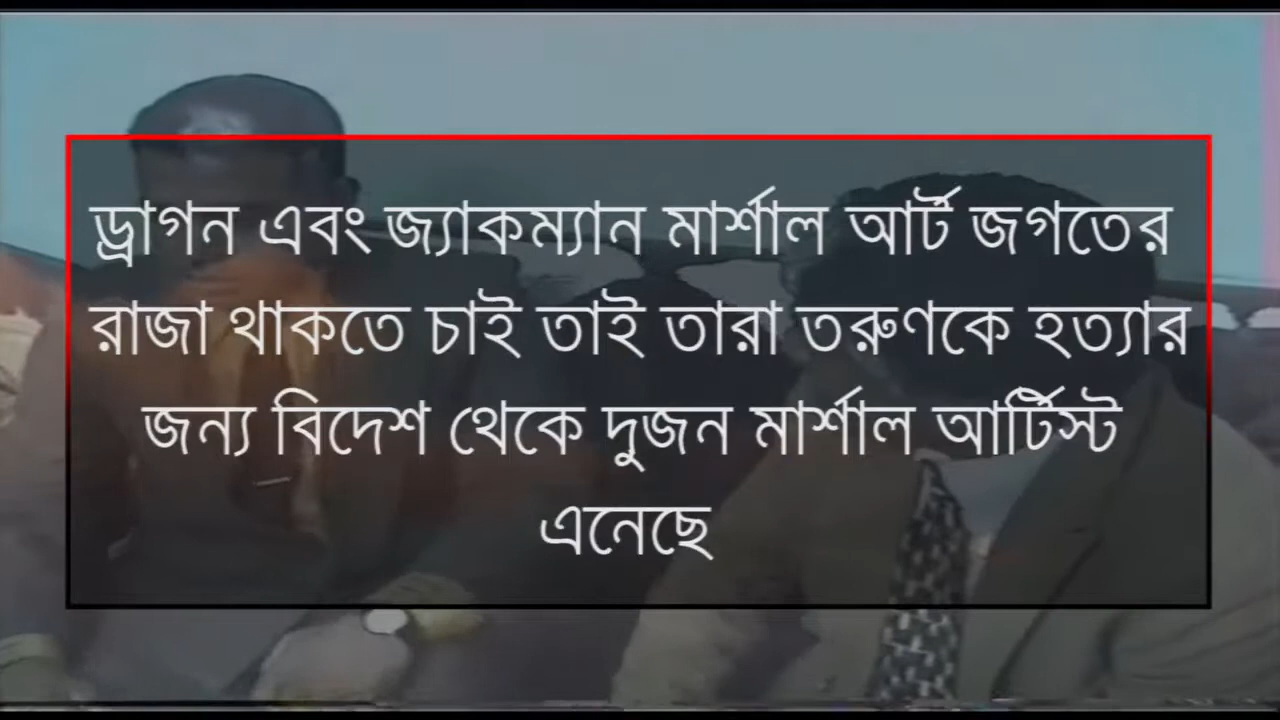 ড্রাগন এবং জ্যাকম্যান মার্শাল আর্ট জগতের
রাজা থাকতে চাই তাই তারা তরুণকে হত্যার
জন্য বিদেশ থেকে দুজন মার্শাল আর্টিস্ট
এনেছে